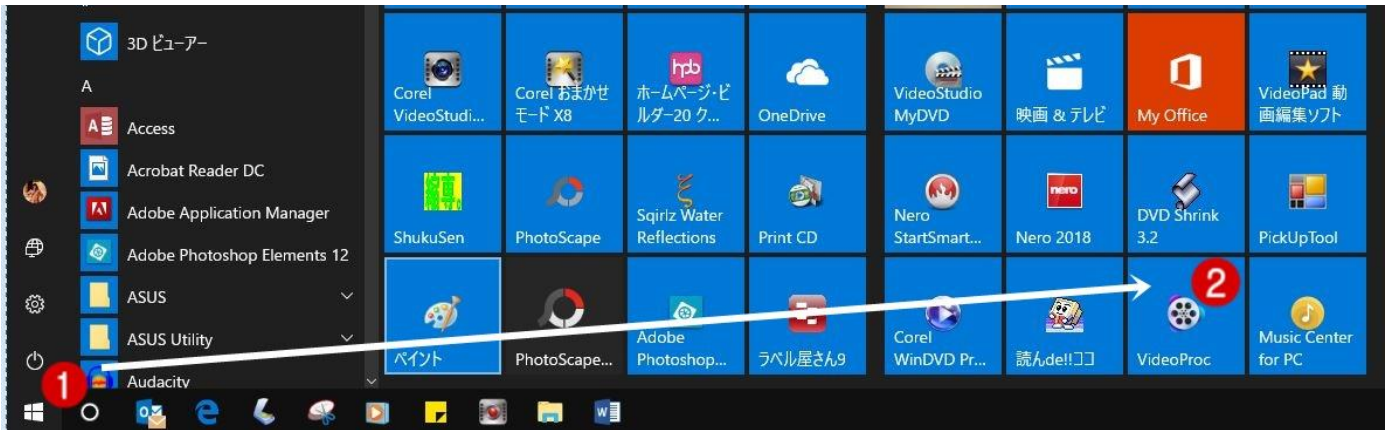 3D ビューアー
A
Access
Acrobat Reader DC
Adobe Application Manager
Adobe Photoshop Elements 12
ASUS
ASUS Utility
Audacity
1
Corel
VideoStudi...
Corel おまかせ
モード X8
hpb
ホームページ・ビ
ルダー20 ク...
OneDrive
VideoStudio
MyDVD
映画 & テレビ
My Office
VideoPad 動
画編集ソフト
縮専。
ShukuSen
PhotoScape
Sqirlz Water
Reflections
Print CD
Nero
StartSmart...
nero
Nero 2018
DVD Shrink
3.2
PickUpTool
ペイント
PhotoScape...
Adobe
Photoshop...
ラベル屋さん9
Corel
WinDVD Pr...
読んde!!ココ
2
VideoProc
Music Center
for PC